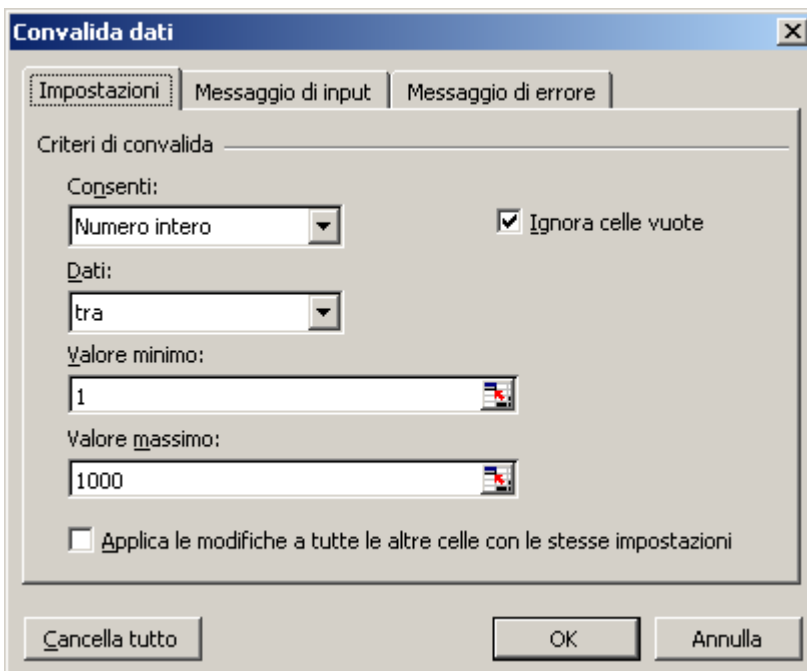 Convalida dati
Impostazioni Messaggio di input Messaggio di errore
Criteri di convalida
Consenti:
Numero intero Ignora celle vuote
Dati:
tra
Valore minimo:
1
Valore massimo:
1000
Applica le modifiche a tutte le altre celle con le stesse impostazioni
Cancella tutto OK Annulla